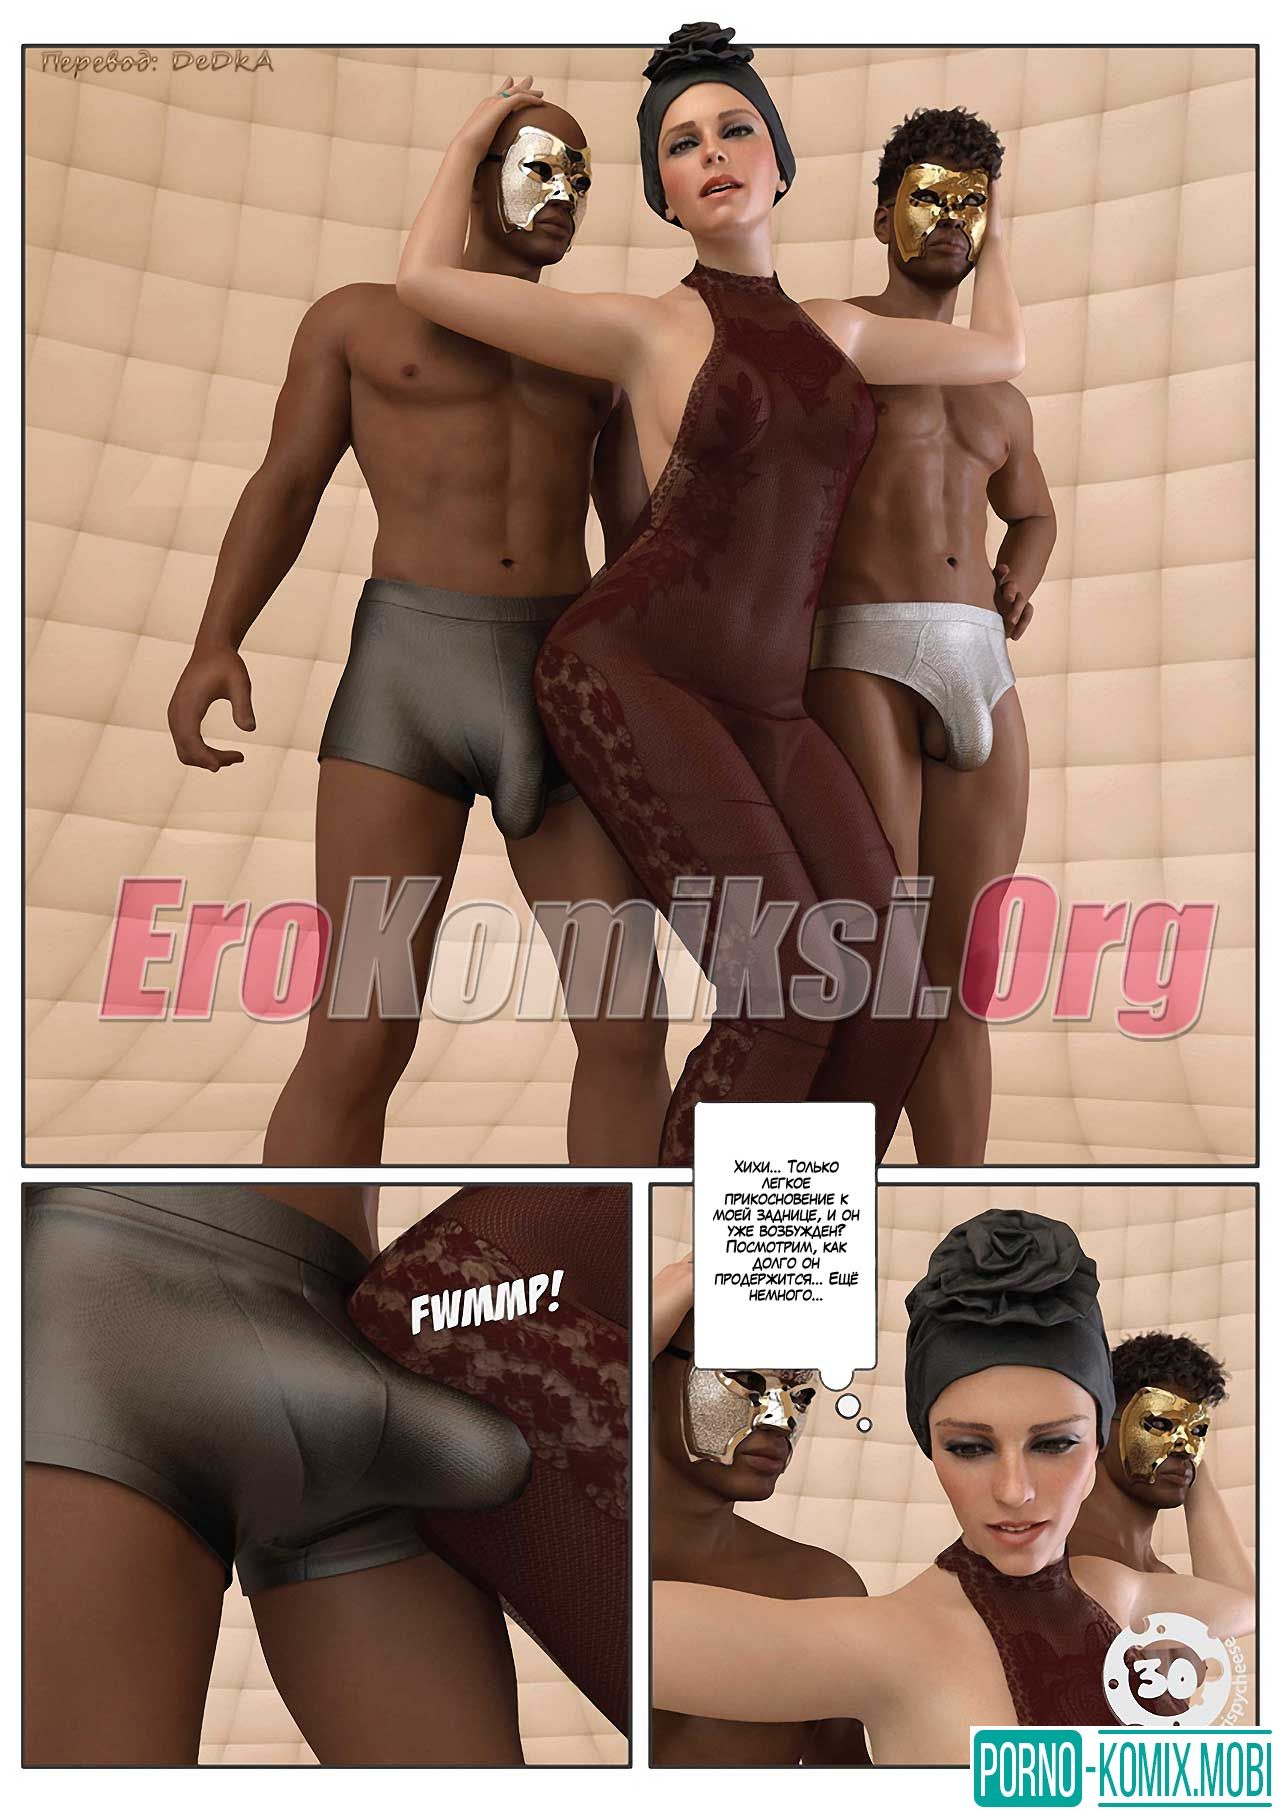 Перевод: DeDkA
EroKomiksi.Org
Хихи... Только
легкое
прикосновение к
моей заднице, и он
уже возбужден?
Посмотрим, как
долго он
продержится... Ещё
немного...
FWMMP!
30
rispycheese
PORNO-KOMIX.MOBI